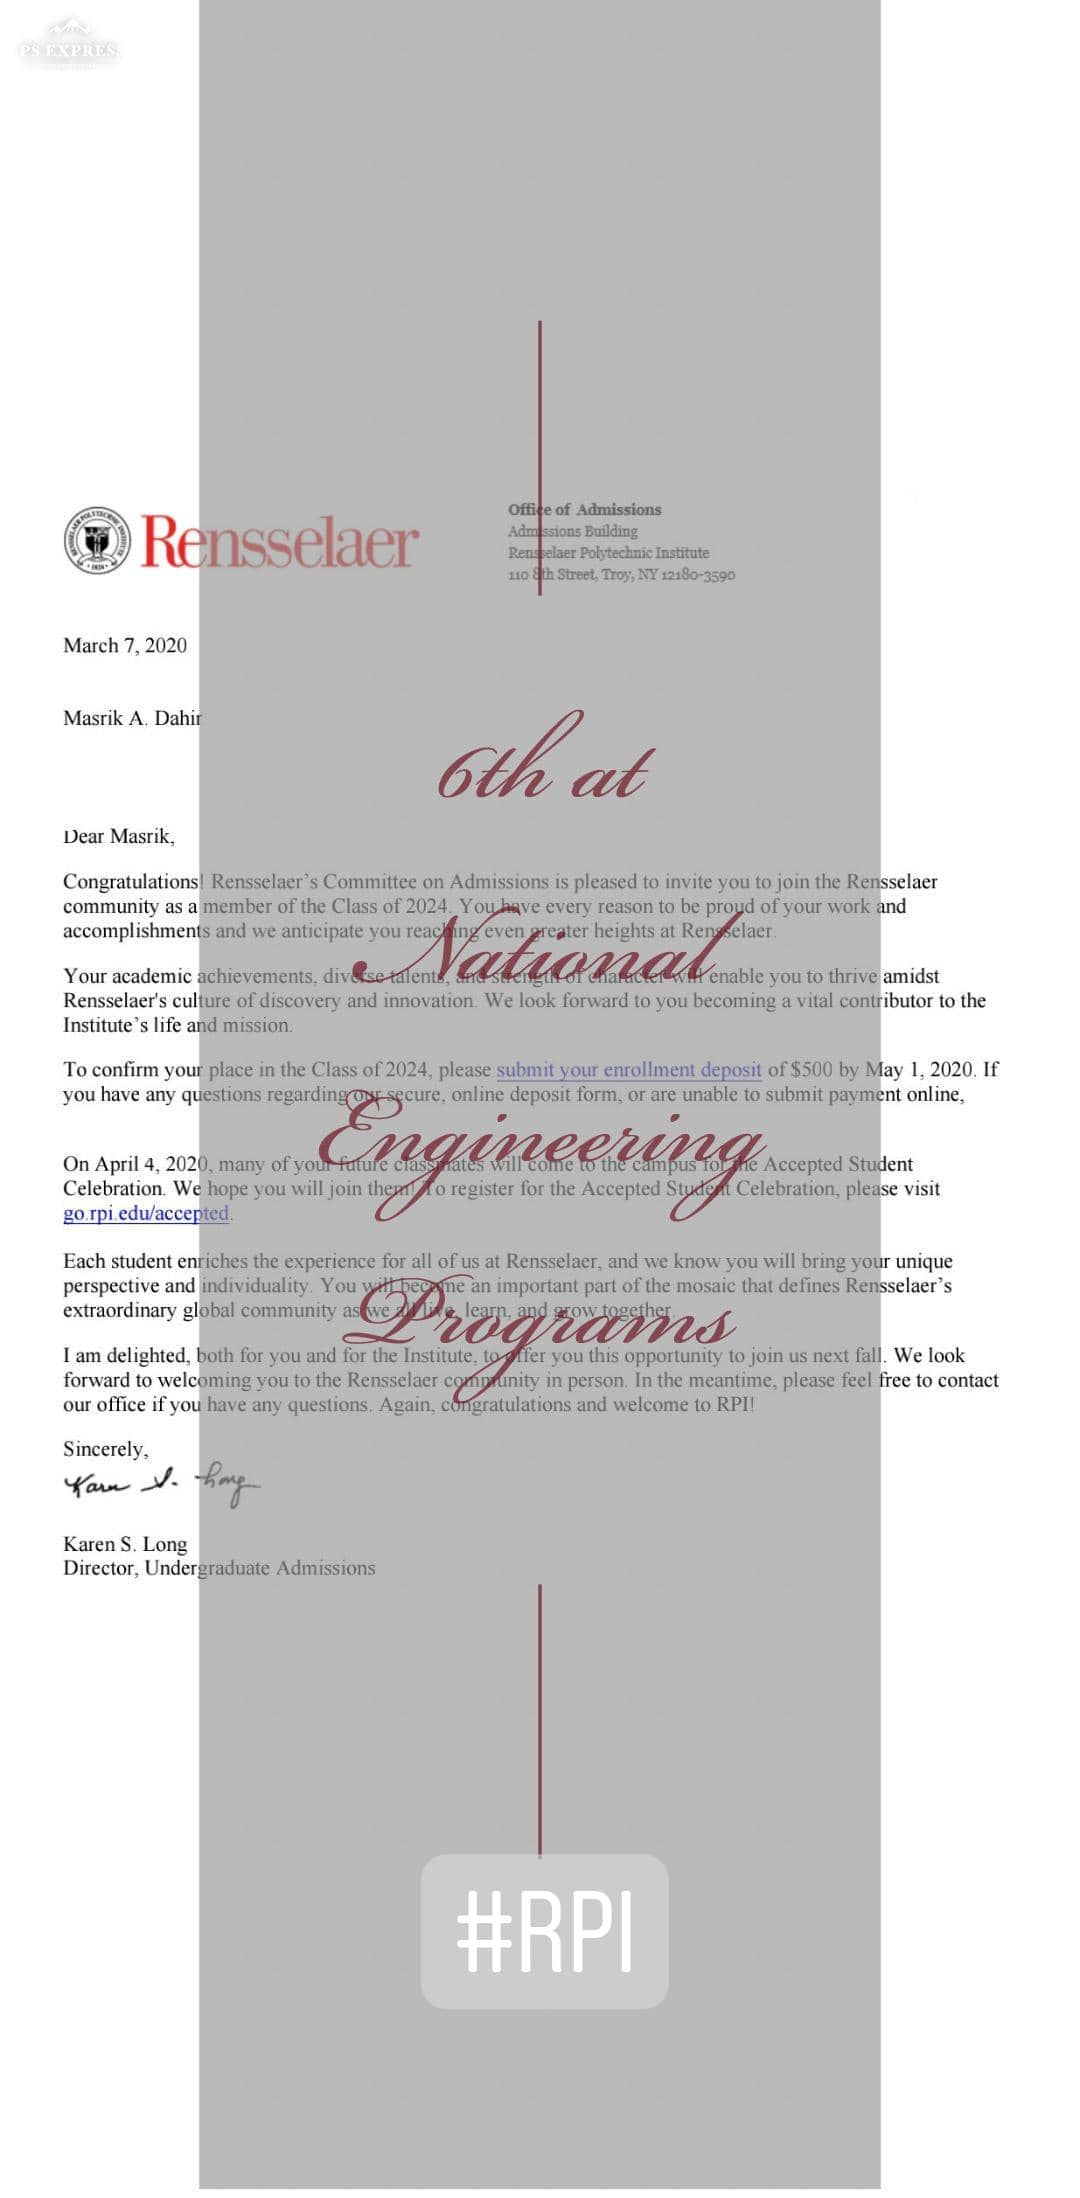 PS EXPRESS
Rensselaer
Office of Admissions
Admissions Building
Rensselaer Polytechnic Institute
110 8th Street, Troy, NY 12180-3590
March 7, 2020
Masrik A. Dahir
6th at
National
Engineering
Programs
Dear Masrik,
Congratulations! Rensselaer’s Committee on Admissions is pleased to invite you to join the Rensselaer
community as a member of the Class of 2024. You have every reason to be proud of your work and
accomplishments and we anticipate you reaching even greater heights at Rensselaer.
Your academic achievements, diverse talents, and strength of character will enable you to thrive amidst
Rensselaer's culture of discovery and innovation. We look forward to you becoming a vital contributor to the
Institute’s life and mission.
To confirm your place in the Class of 2024, please submit your enrollment deposit of $500 by May 1, 2020. If
you have any questions regarding our secure, online deposit form, or are unable to submit payment online,
On April 4, 2020, many of your future classmates will come to the campus for the Accepted Student
Celebration. We hope you will join them! To register for the Accepted Student Celebration, please visit
go.rpi.edu/accepted.
Each student enriches the experience for all of us at Rensselaer, and we know you will bring your unique
perspective and individuality. You will become an important part of the mosaic that defines Rensselaer’s
extraordinary global community as we all live, learn, and grow together.
I am delighted, both for you and for the Institute, to offer you this opportunity to join us next fall. We look
forward to welcoming you to the Rensselaer community in person. In the meantime, please feel free to contact
our office if you have any questions. Again, congratulations and welcome to RPI!
Sincerely,
Karen S. Long
Karen S. Long
Director, Undergraduate Admissions
#RPI